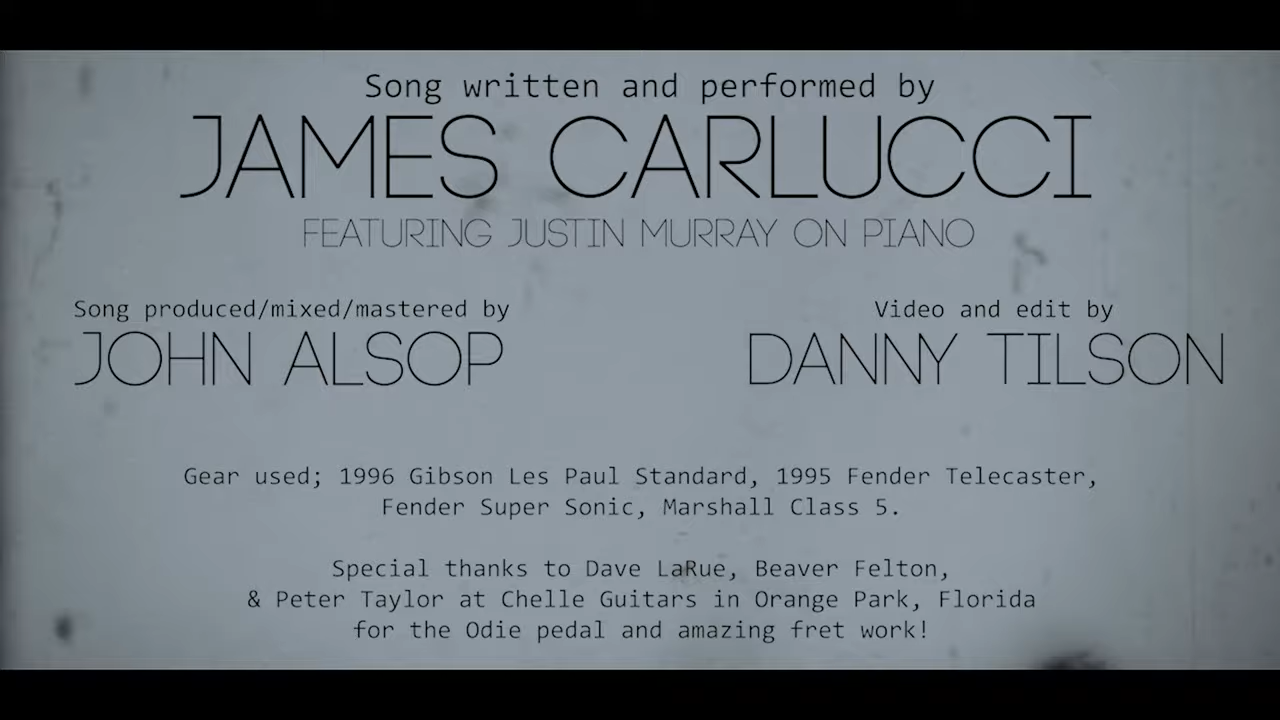 Song written and performed by
JAMES CARLUCCI
FEATURING JUSTIN MURRAY ON PIANO
Song produced/mixed/mastered by
JOHN ALSOP
Video and edit by
DANNY TILSON
Gear used; 1996 Gibson Les Paul Standard, 1995 Fender Telecaster,
Fender Super Sonic, Marshall Class 5.
Special thanks to Dave LaRue, Beaver Felton,
& Peter Taylor at Chelle Guitars in Orange Park, Florida
for the Odie pedal and amazing fret work!